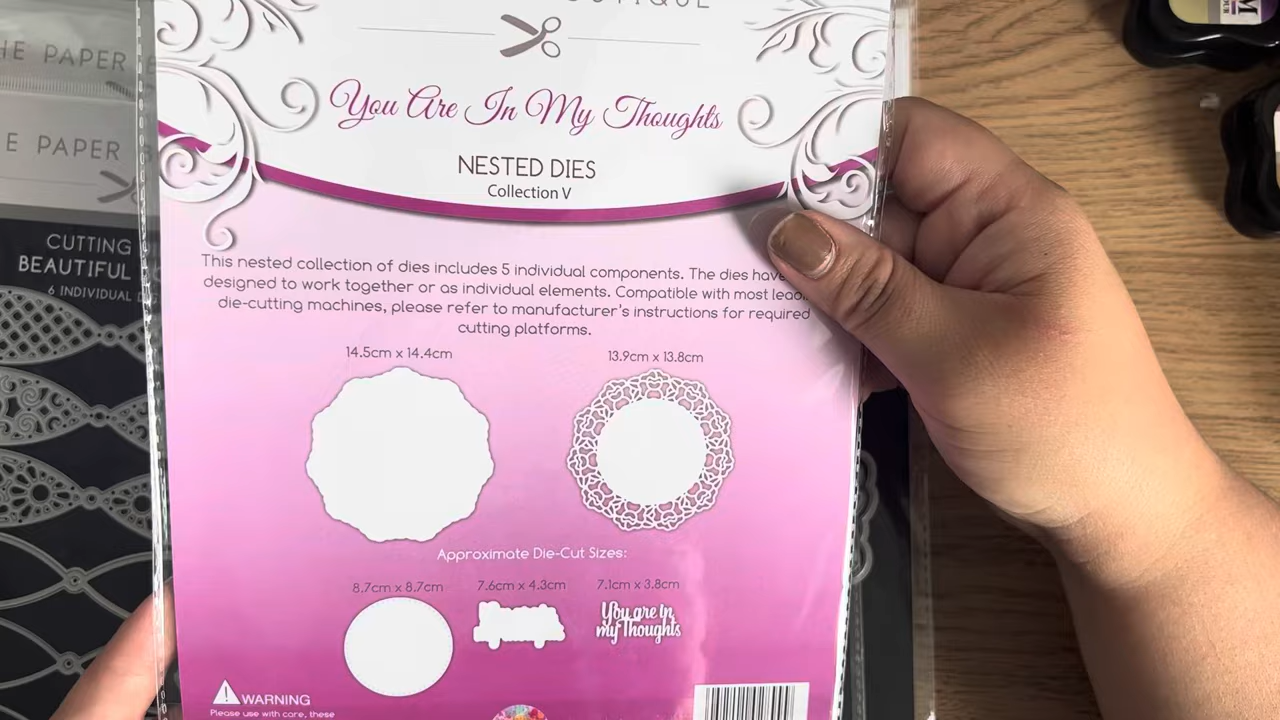 You Are In My Thoughts
NESTED DIES
Collection V
This nested collection of dies includes 5 individual components. The dies have
designed to work together or as individual elements. Compatible with most
die-cutting machines, please refer to manufacturer's instructions for required
cutting platforms.
14.5cm x 14.4cm
13.9cm x 13.8cm
Approximate Die-Cut Sizes:
8.7cm x 8.7cm
7.6cm x 4.3cm
7.1cm x 3.8cm
You are in
my Thoughts
WARNING
Please use with care, these
PAPER
PAPER
CUTTING
BEAUTIFUL
6 INDIVIDUAL